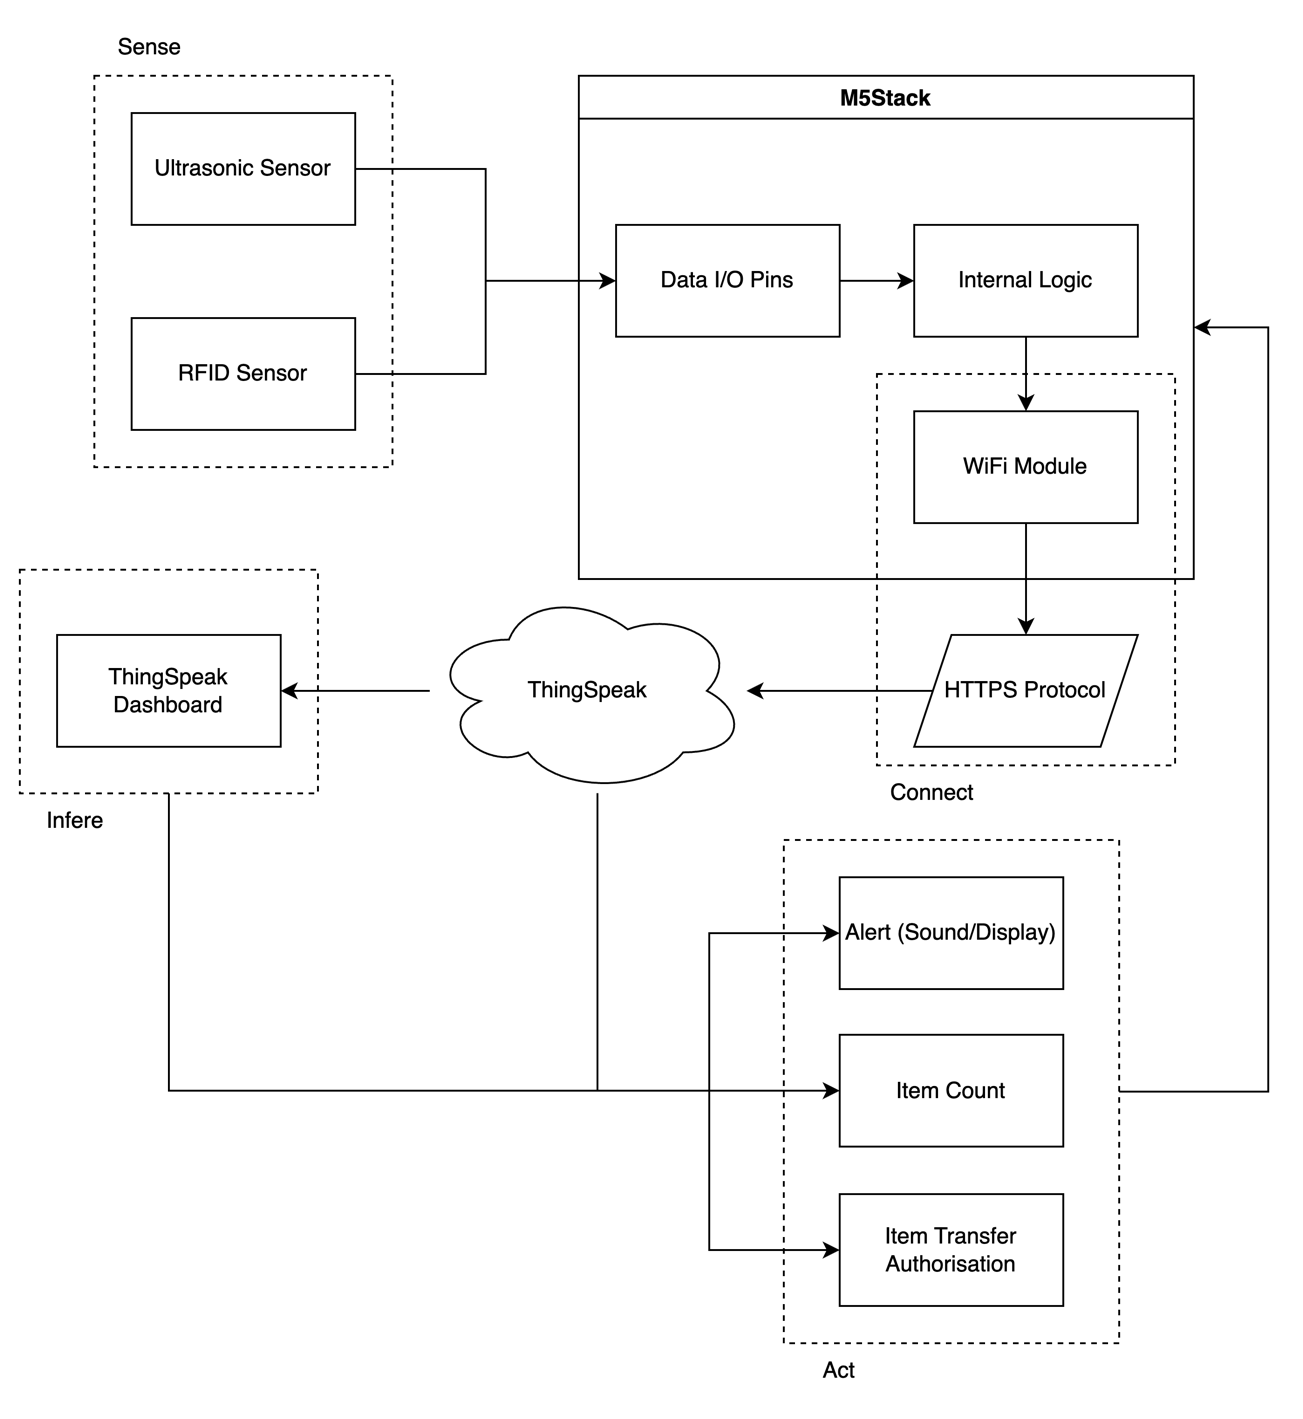 Sense
Ultrasonic Sensor
RFID Sensor
M5Stack
Data I/O Pins
Internal Logic
WiFi Module
HTTPS Protocol
Connect
ThingSpeak
ThingSpeak
Dashboard
Infere
Alert (Sound/Display)
Item Count
Item Transfer
Authorisation
Act